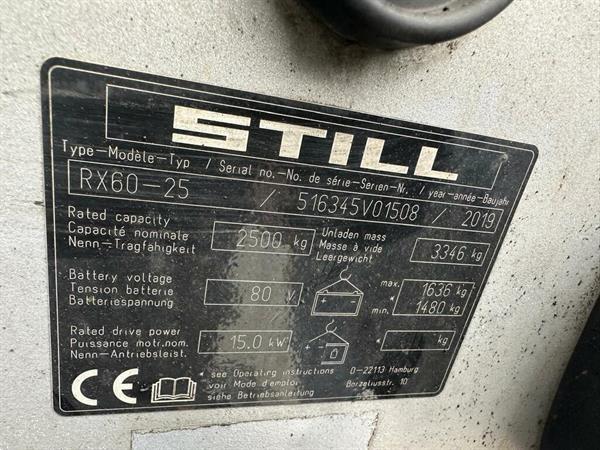 STILL
Type-Modèle-Typ / Serial no.-No. de série-Serien-Nr. / year-année-Baujahr
RX60-25 / 516345V01508 / 2019
Rated capacity
Capacité nominale
Nenn-Tragfähigkeit
2500 kg
Unladen mass
Masse à vide
Leergewicht
3346 kg
Battery voltage
Tension batterie
Batteriespannung
80 V
max. * 1636 kg
min. * 1480 kg
Rated drive power
Puissance motr.nom.
Nenn-Antriebsleist.
15.0 kW
* kg
CE
* see Operating instructions
voir Mode d'emploi
siehe Betriebsanleitung
D-22113 Hamburg
Berzeliusstr. 10